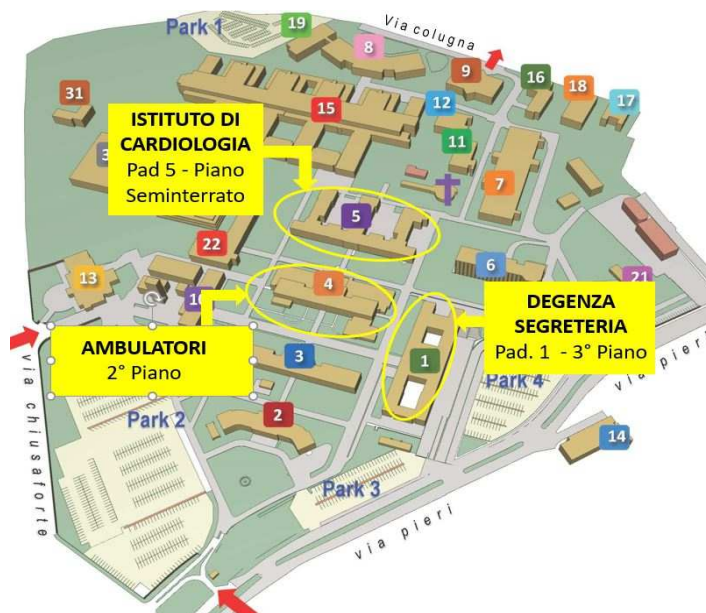 Park 1
19
8
Via colugna
9
16
18
17
31
15
12
11
ISTITUTO DI
CARDIOLOGIA
Pad 5 - Piano
Seminterrato
7
5
22
6
13
4
21
DEGENZA
SEGRETERIA
Pad. 1 - 3° Piano
AMBULATORI
2° Piano
3
1
Park 4
via pieri
via chiusaforte
Park 2
2
14
Park 3
via pieri